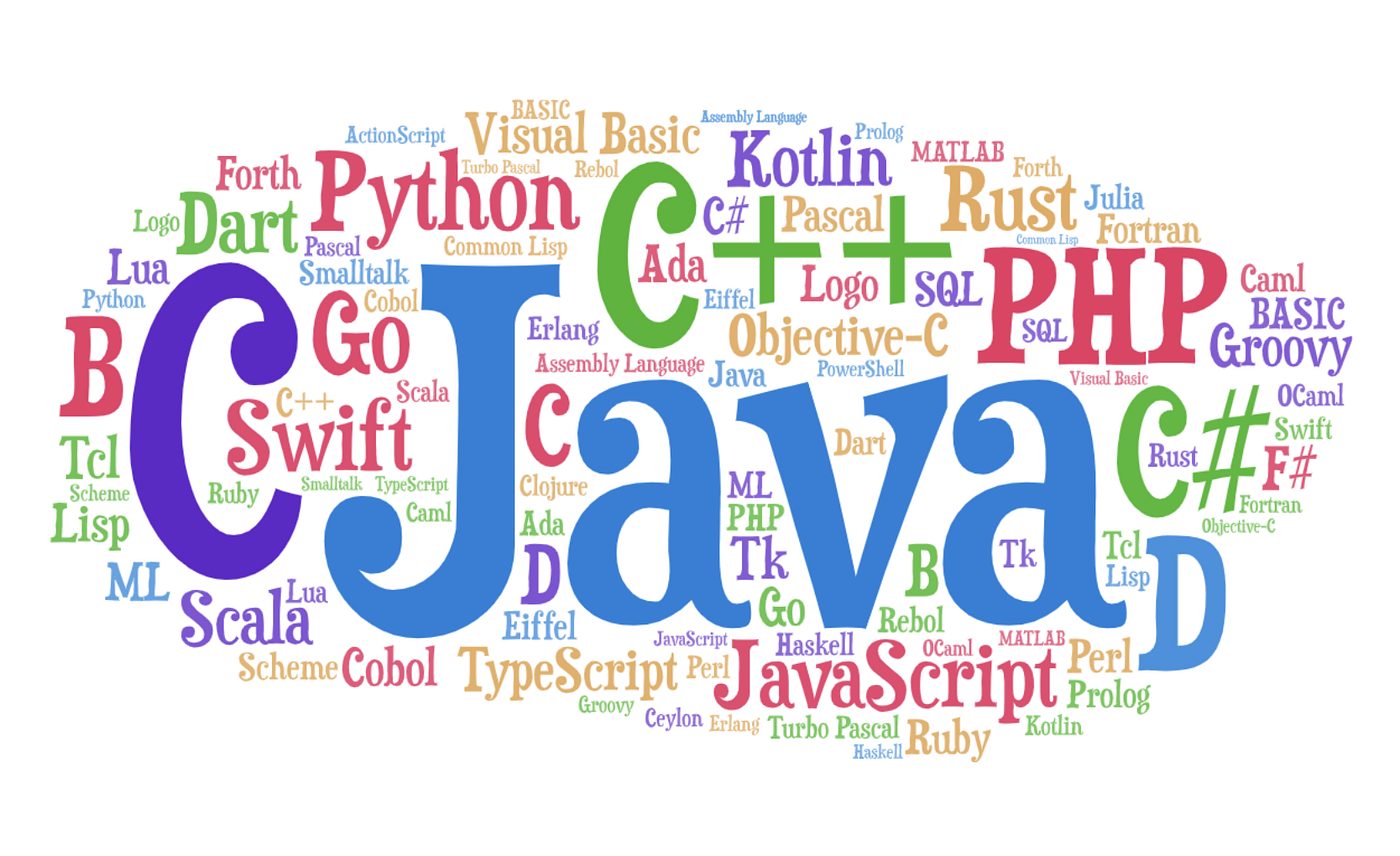 BASIC
Assembly Language
ActionScript
Visual Basic
Kotlin
Prolog
MATLAB
Forth
Python
Turbo Pascal
Rebol
Forth
Rust
Julia
Logo
Dart
Pascal
Common Lisp
C++
C#
Pascal
Common Lisp
Fortran
Lua
Smalltalk
Ada
Logo
SQL
PHP
Caml
Python
Cobol
Eiffel
BASIC
B
C
Go
Java
Erlang
Objective-C
SQL
Groovy
Assembly Language
Java
PowerShell
Visual Basic
Scala
C++
Swift
C
Dart
C#
OCaml
Swift
Tcl
Rust
F#
Scheme
Ruby
Smalltalk
TypeScript
Clojure
ML
Fortran
Lisp
Caml
Ada
PHP
Objective-C
ML
D
Tk
B
Tk
Tcl
Lisp
D
Lua
Scala
Eiffel
Go
Rebol
JavaScript
Haskell
OCaml
MATLAB
Scheme
Cobol
TypeScript
Perl
JavaScript
Perl
Prolog
Groovy
Ceylon
Erlang
Turbo Pascal
Ruby
Kotlin
Haskell